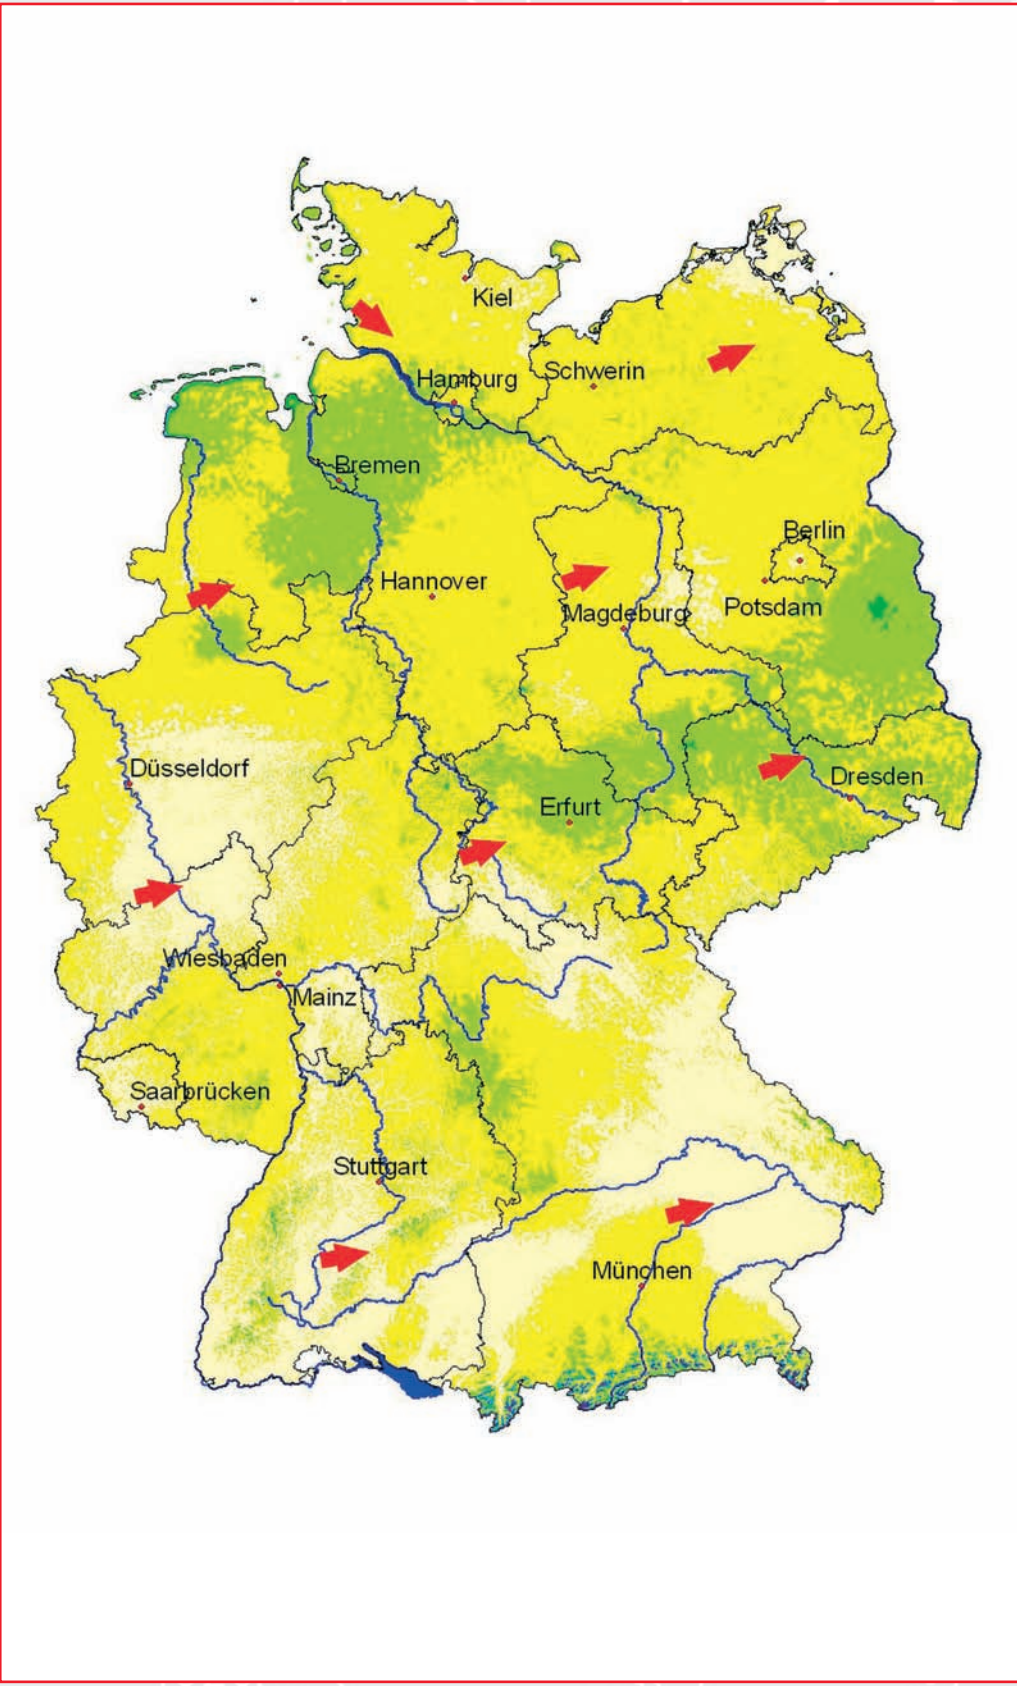 Kiel
Hamburg
Schwerin
Bremen
Berlin
Hannover
Magdeburg
Potsdam
Düsseldorf
Dresden
Erfurt
Wiesbaden
Mainz
Saarbrücken
Stuttgart
München